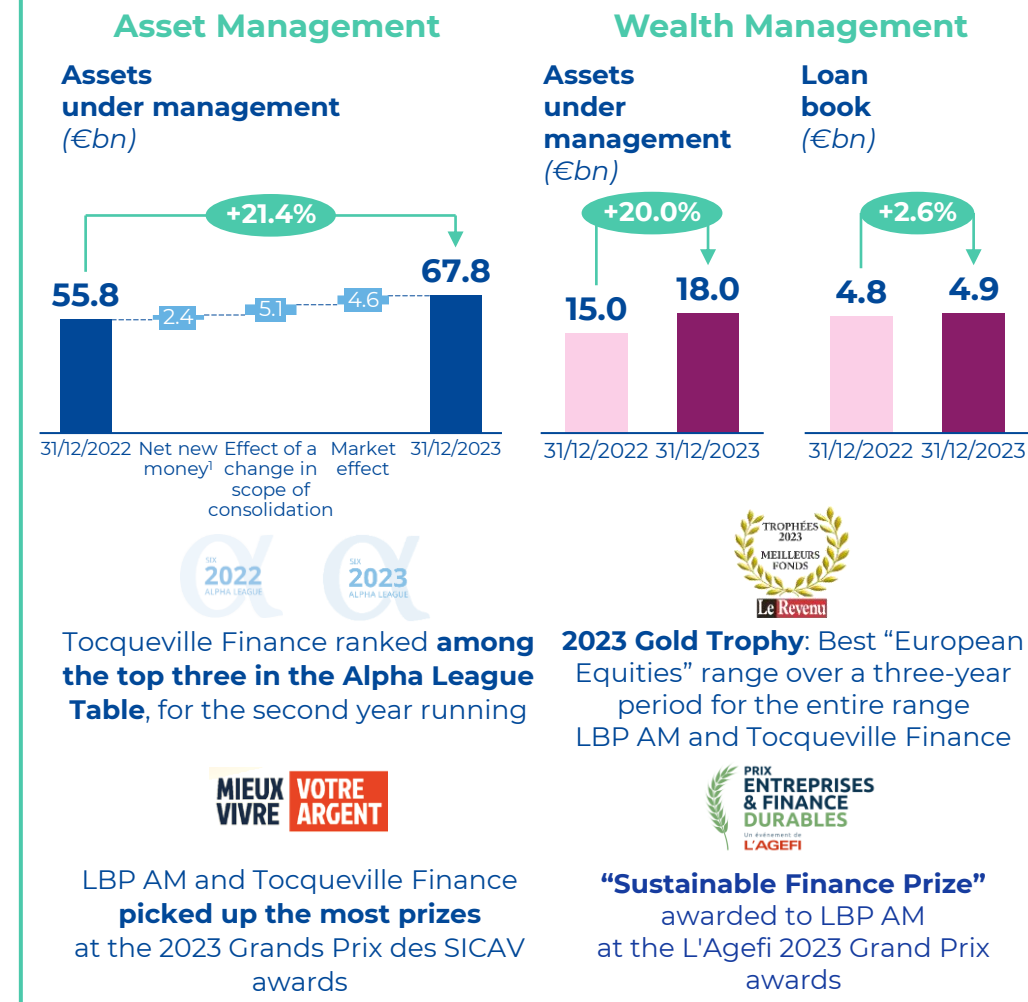 Asset Management
Assets
under management
(€bn)
+21.4%
55.8
2.4
5.1
4.6
67.8
31/12/2022
Net new
money¹
Effect of a
change in
scope of
consolidation
Market
effect
31/12/2023
Wealth Management
Assets
under
management
(€bn)
+20.0%
15.0
18.0
31/12/2022 31/12/2023
Loan
book
(€bn)
+2.6%
4.8
4.9
31/12/2022 31/12/2023
SIX
2022
ALPHA LEAGUE
SIX
2023
ALPHA LEAGUE
Tocqueville Finance ranked among
the top three in the Alpha League
Table, for the second year running
TROPHÉES
2023
MEILLEURS
FONDS
Le Revenu
2023 Gold Trophy: Best “European
Equities” range over a three-year
period for the entire range
LBP AM and Tocqueville Finance
MIEUX
VIVRE
VOTRE
ARGENT
LBP AM and Tocqueville Finance
picked up the most prizes
at the 2023 Grands Prix des SICAV
awards
PRIX
ENTREPRISES
& FINANCE
DURABLES
Un événement de
L'AGEFI
“Sustainable Finance Prize”
awarded to LBP AM
at the L'Agefi 2023 Grand Prix
awards